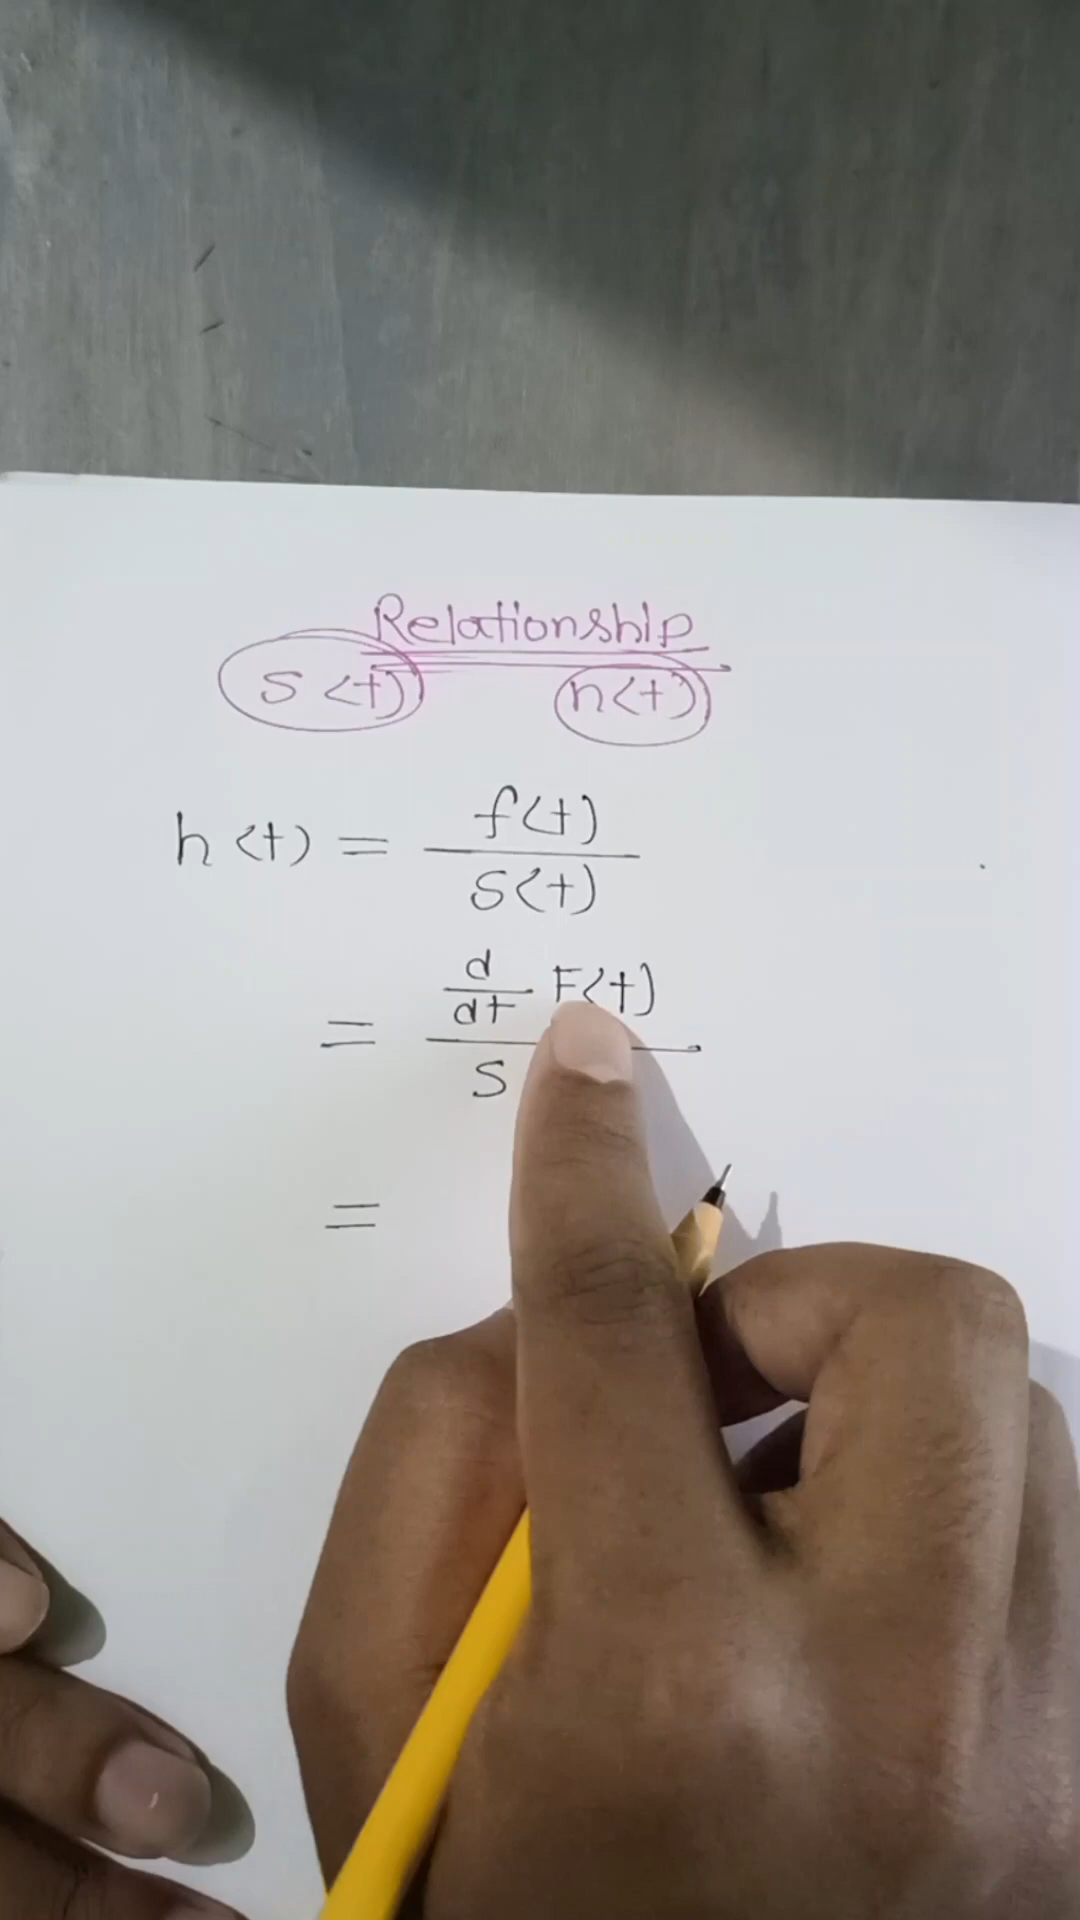 Relationship
S(t) h(t)
h(t) = f(t) / S(t)
= d/dt F(t) / S
=